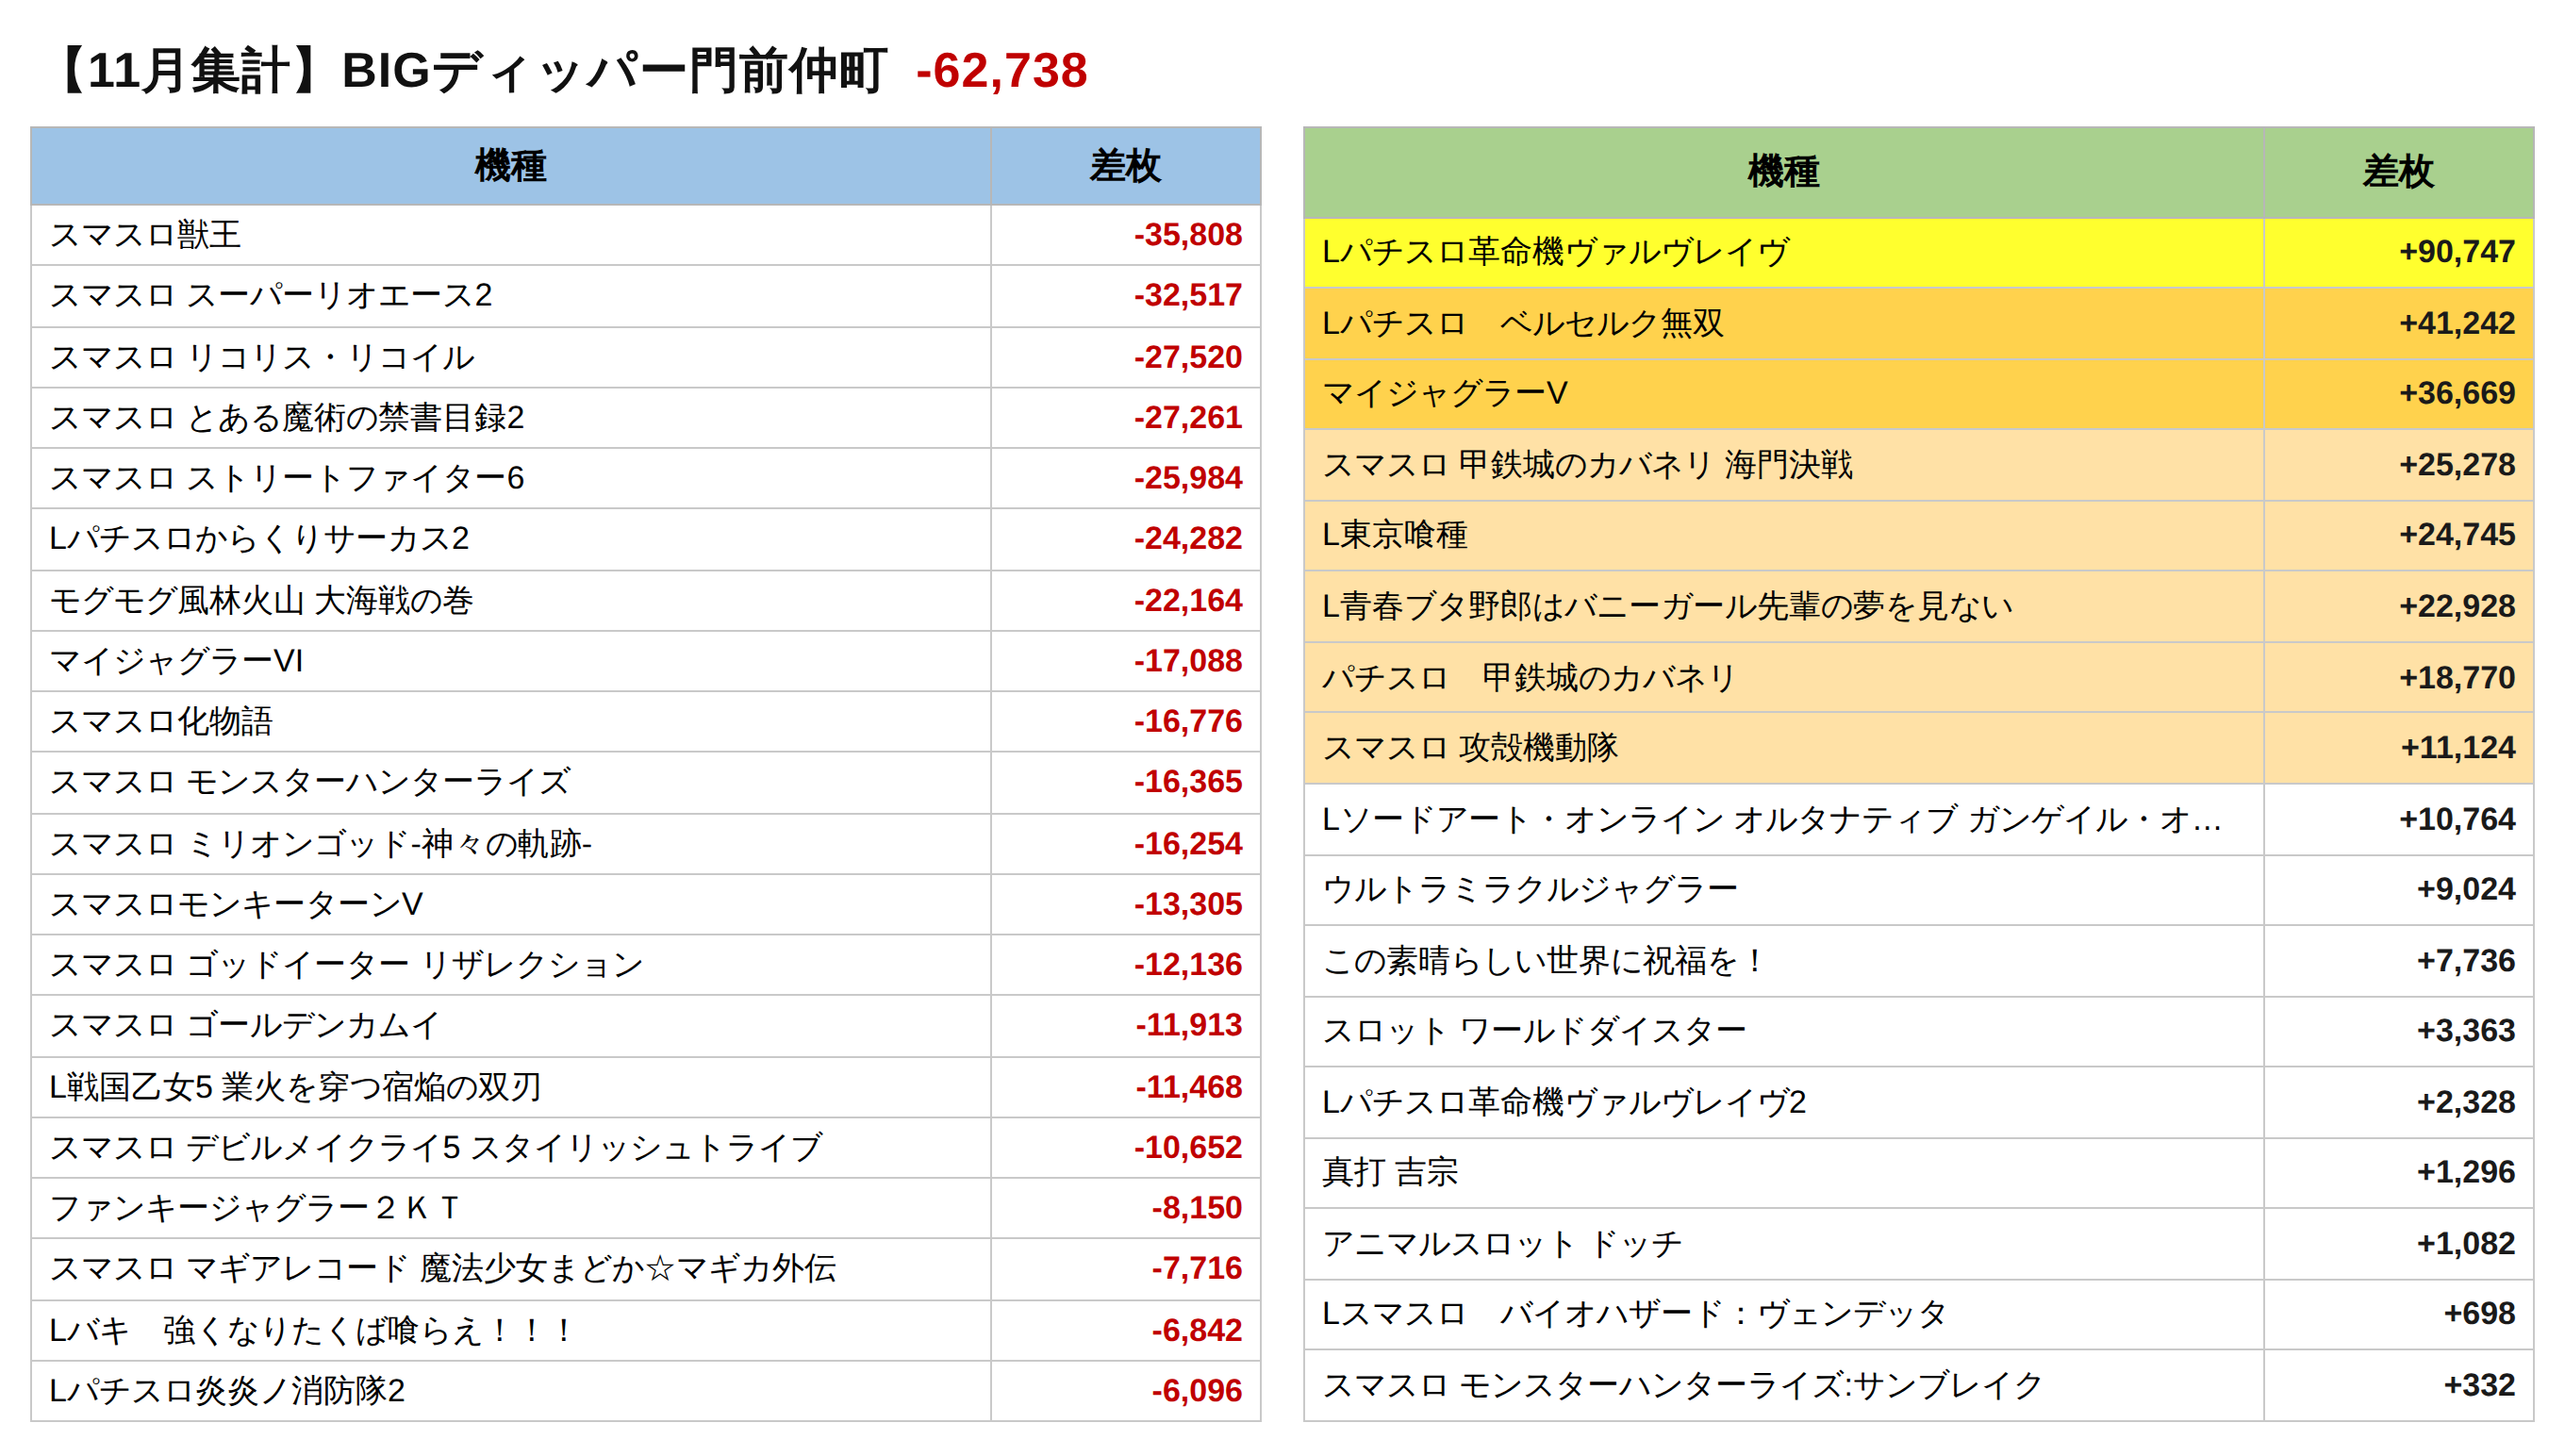 【11月集計】BIGディッパー門前仲町 -62,738
機種 差枚
スマスロ獣王 -35,808
スマスロ スーパーリオエース2 -32,517
スマスロ リコリス・リコイル -27,520
スマスロ とある魔術の禁書目録2 -27,261
スマスロ ストリートファイター6 -25,984
Lパチスロからくりサーカス2 -24,282
モグモグ風林火山 大海戦の巻 -22,164
マイジャグラーVI -17,088
スマスロ化物語 -16,776
スマスロ モンスターハンターライズ -16,365
スマスロ ミリオンゴッド-神々の軌跡- -16,254
スマスロモンキーターンV -13,305
スマスロ ゴッドイーター リザレクション -12,136
スマスロ ゴールデンカムイ -11,913
L戦国乙女5 業火を穿つ宿焔の双刃 -11,468
スマスロ デビルメイクライ5 スタイリッシュトライブ -10,652
ファンキージャグラー２ＫＴ -8,150
スマスロ マギアレコード 魔法少女まどか☆マギカ外伝 -7,716
Lバキ　強くなりたくば喰らえ！！！ -6,842
Lパチスロ炎炎ノ消防隊2 -6,096
機種 差枚
Lパチスロ革命機ヴァルヴレイヴ +90,747
Lパチスロ　ベルセルク無双 +41,242
マイジャグラーV +36,669
スマスロ 甲鉄城のカバネリ 海門決戦 +25,278
L東京喰種 +24,745
L青春ブタ野郎はバニーガール先輩の夢を見ない +22,928
パチスロ　甲鉄城のカバネリ +18,770
スマスロ 攻殻機動隊 +11,124
Lソードアート・オンライン オルタナティブ ガンゲイル・オ… +10,764
ウルトラミラクルジャグラー +9,024
この素晴らしい世界に祝福を！ +7,736
スロット ワールドダイスター +3,363
Lパチスロ革命機ヴァルヴレイヴ2 +2,328
真打 吉宗 +1,296
アニマルスロット ドッチ +1,082
Lスマスロ　バイオハザード：ヴェンデッタ +698
スマスロ モンスターハンターライズ:サンブレイク +332